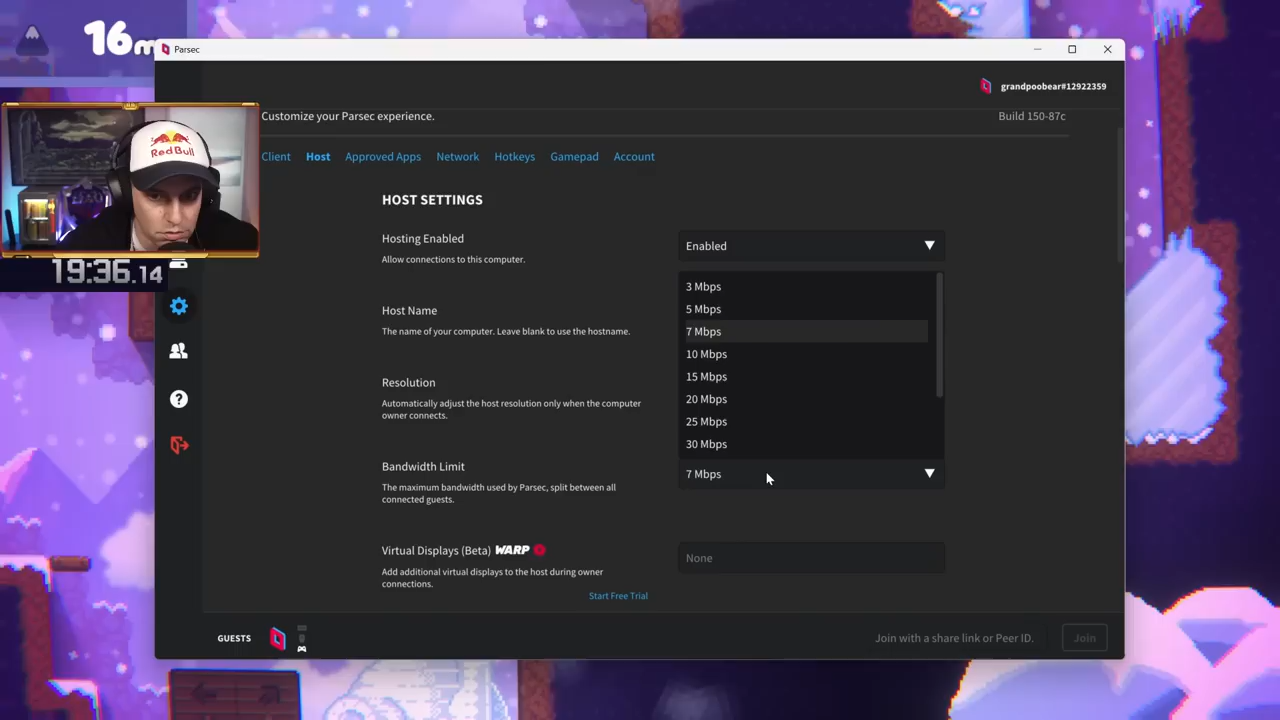 16m
Parsec
grandpoobear#12922359
Customize your Parsec experience.
Build 150-87c
Client
Host
Approved Apps
Network
Hotkeys
Gamepad
Account
HOST SETTINGS
Hosting Enabled
Allow connections to this computer.
Enabled
Host Name
The name of your computer. Leave blank to use the hostname.
3 Mbps
5 Mbps
7 Mbps
10 Mbps
15 Mbps
20 Mbps
25 Mbps
30 Mbps
Resolution
Automatically adjust the host resolution only when the computer
owner connects.
Bandwidth Limit
The maximum bandwidth used by Parsec, split between all
connected guests.
7 Mbps
Virtual Displays (Beta) WARP
Add additional virtual displays to the host during owner
connections.
None
Start Free Trial
GUESTS
Join with a share link or Peer ID.
Join
RedBull
19:36.14